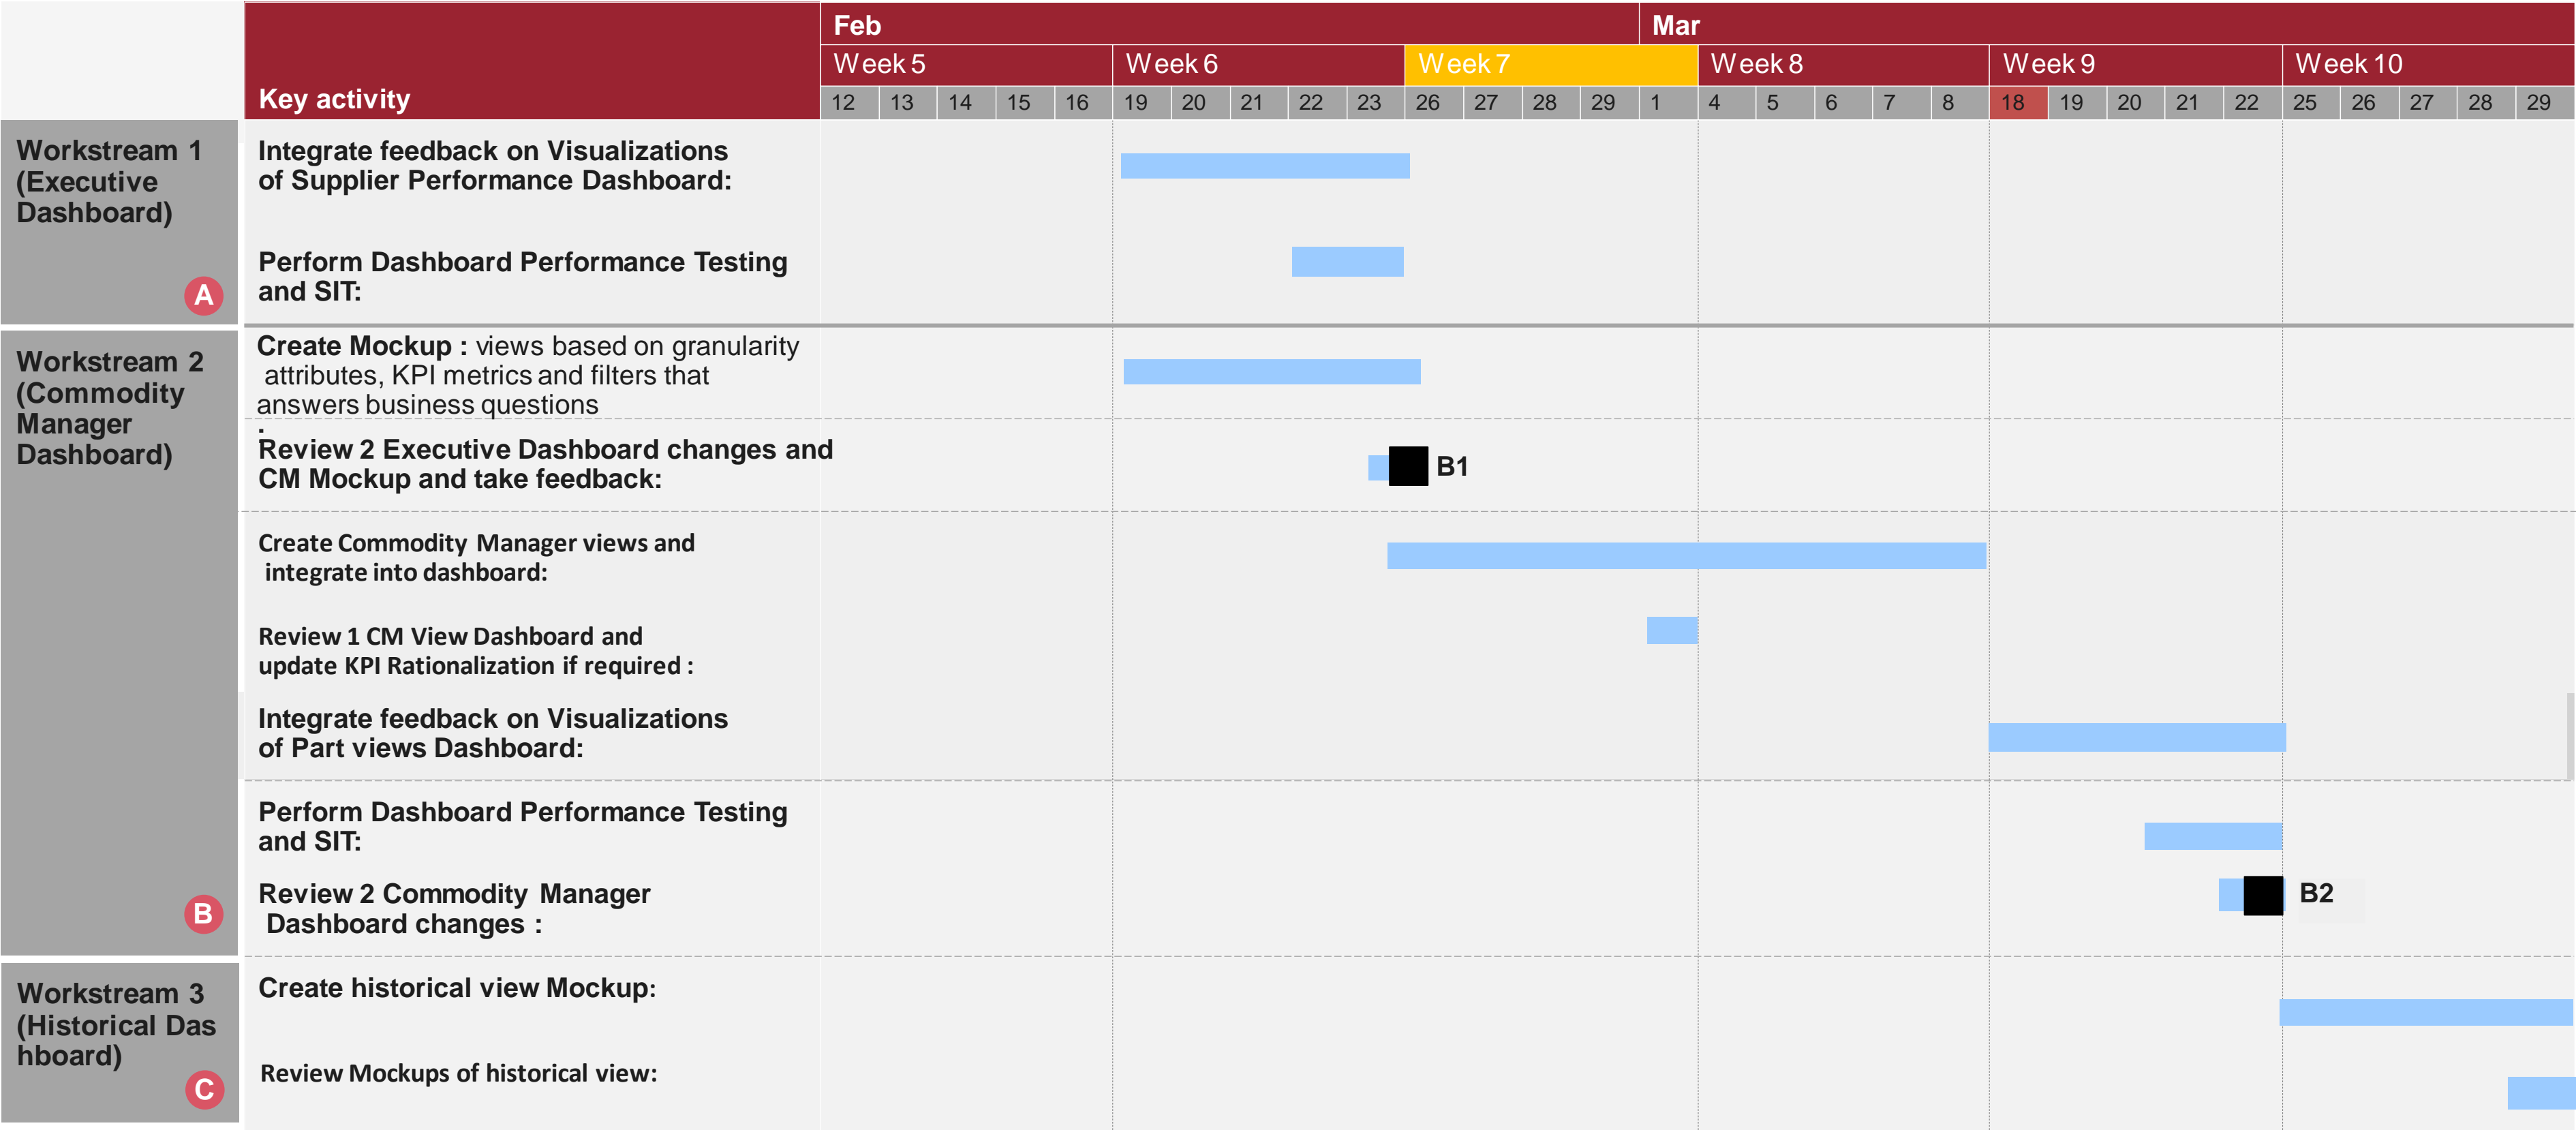 Feb Mar
Week 5 Week 6 Week 7 Week 8 Week 9 Week 10
Key activity 12 13 14 15 16 19 20 21 22 23 26 27 28 29 1 4 5 6 7 8 18 19 20 21 22 25 26 27 28 29
Workstream 1
(Executive
Dashboard)
A
Integrate feedback on Visualizations
of Supplier Performance Dashboard:
Perform Dashboard Performance Testing
and SIT:
Workstream 2
(Commodity
Manager
Dashboard)
B
Create Mockup : views based on granularity
attributes, KPI metrics and filters that
answers business questions
:
Review 2 Executive Dashboard changes and
CM Mockup and take feedback:
B1
Create Commodity Manager views and
integrate into dashboard:
Review 1 CM View Dashboard and
update KPI Rationalization if required :
Integrate feedback on Visualizations
of Part views Dashboard:
Perform Dashboard Performance Testing
and SIT:
Review 2 Commodity Manager
Dashboard changes :
B2
Workstream 3
(Historical Das
hboard)
C
Create historical view Mockup:
Review Mockups of historical view: